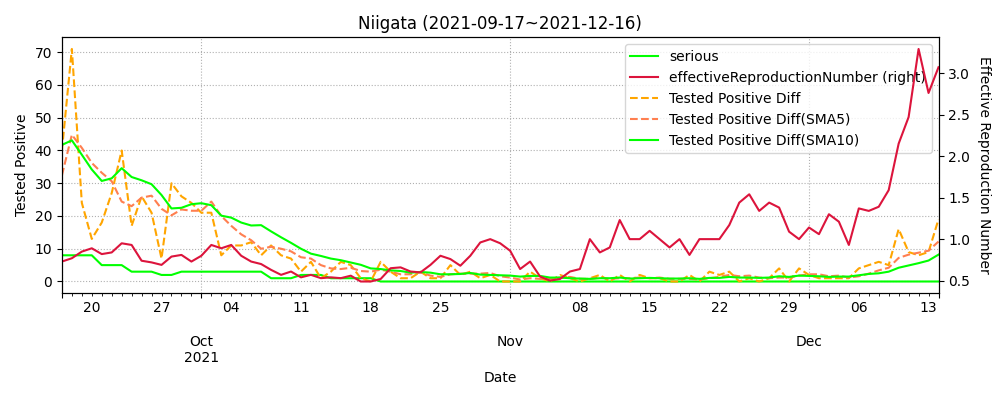 Niigata (2021-09-17~2021-12-16)
serious
effectiveReproductionNumber (right)
Tested Positive Diff
Tested Positive Diff(SMA5)
Tested Positive Diff(SMA10)
Tested Positive
70
60
50
40
30
20
10
0
3.0
2.5
2.0
1.5
1.0
0.5
Effective Reproduction Number
20 27 04 11 18 25 08 15 22 29 06 13
Oct Nov Dec
2021
Date